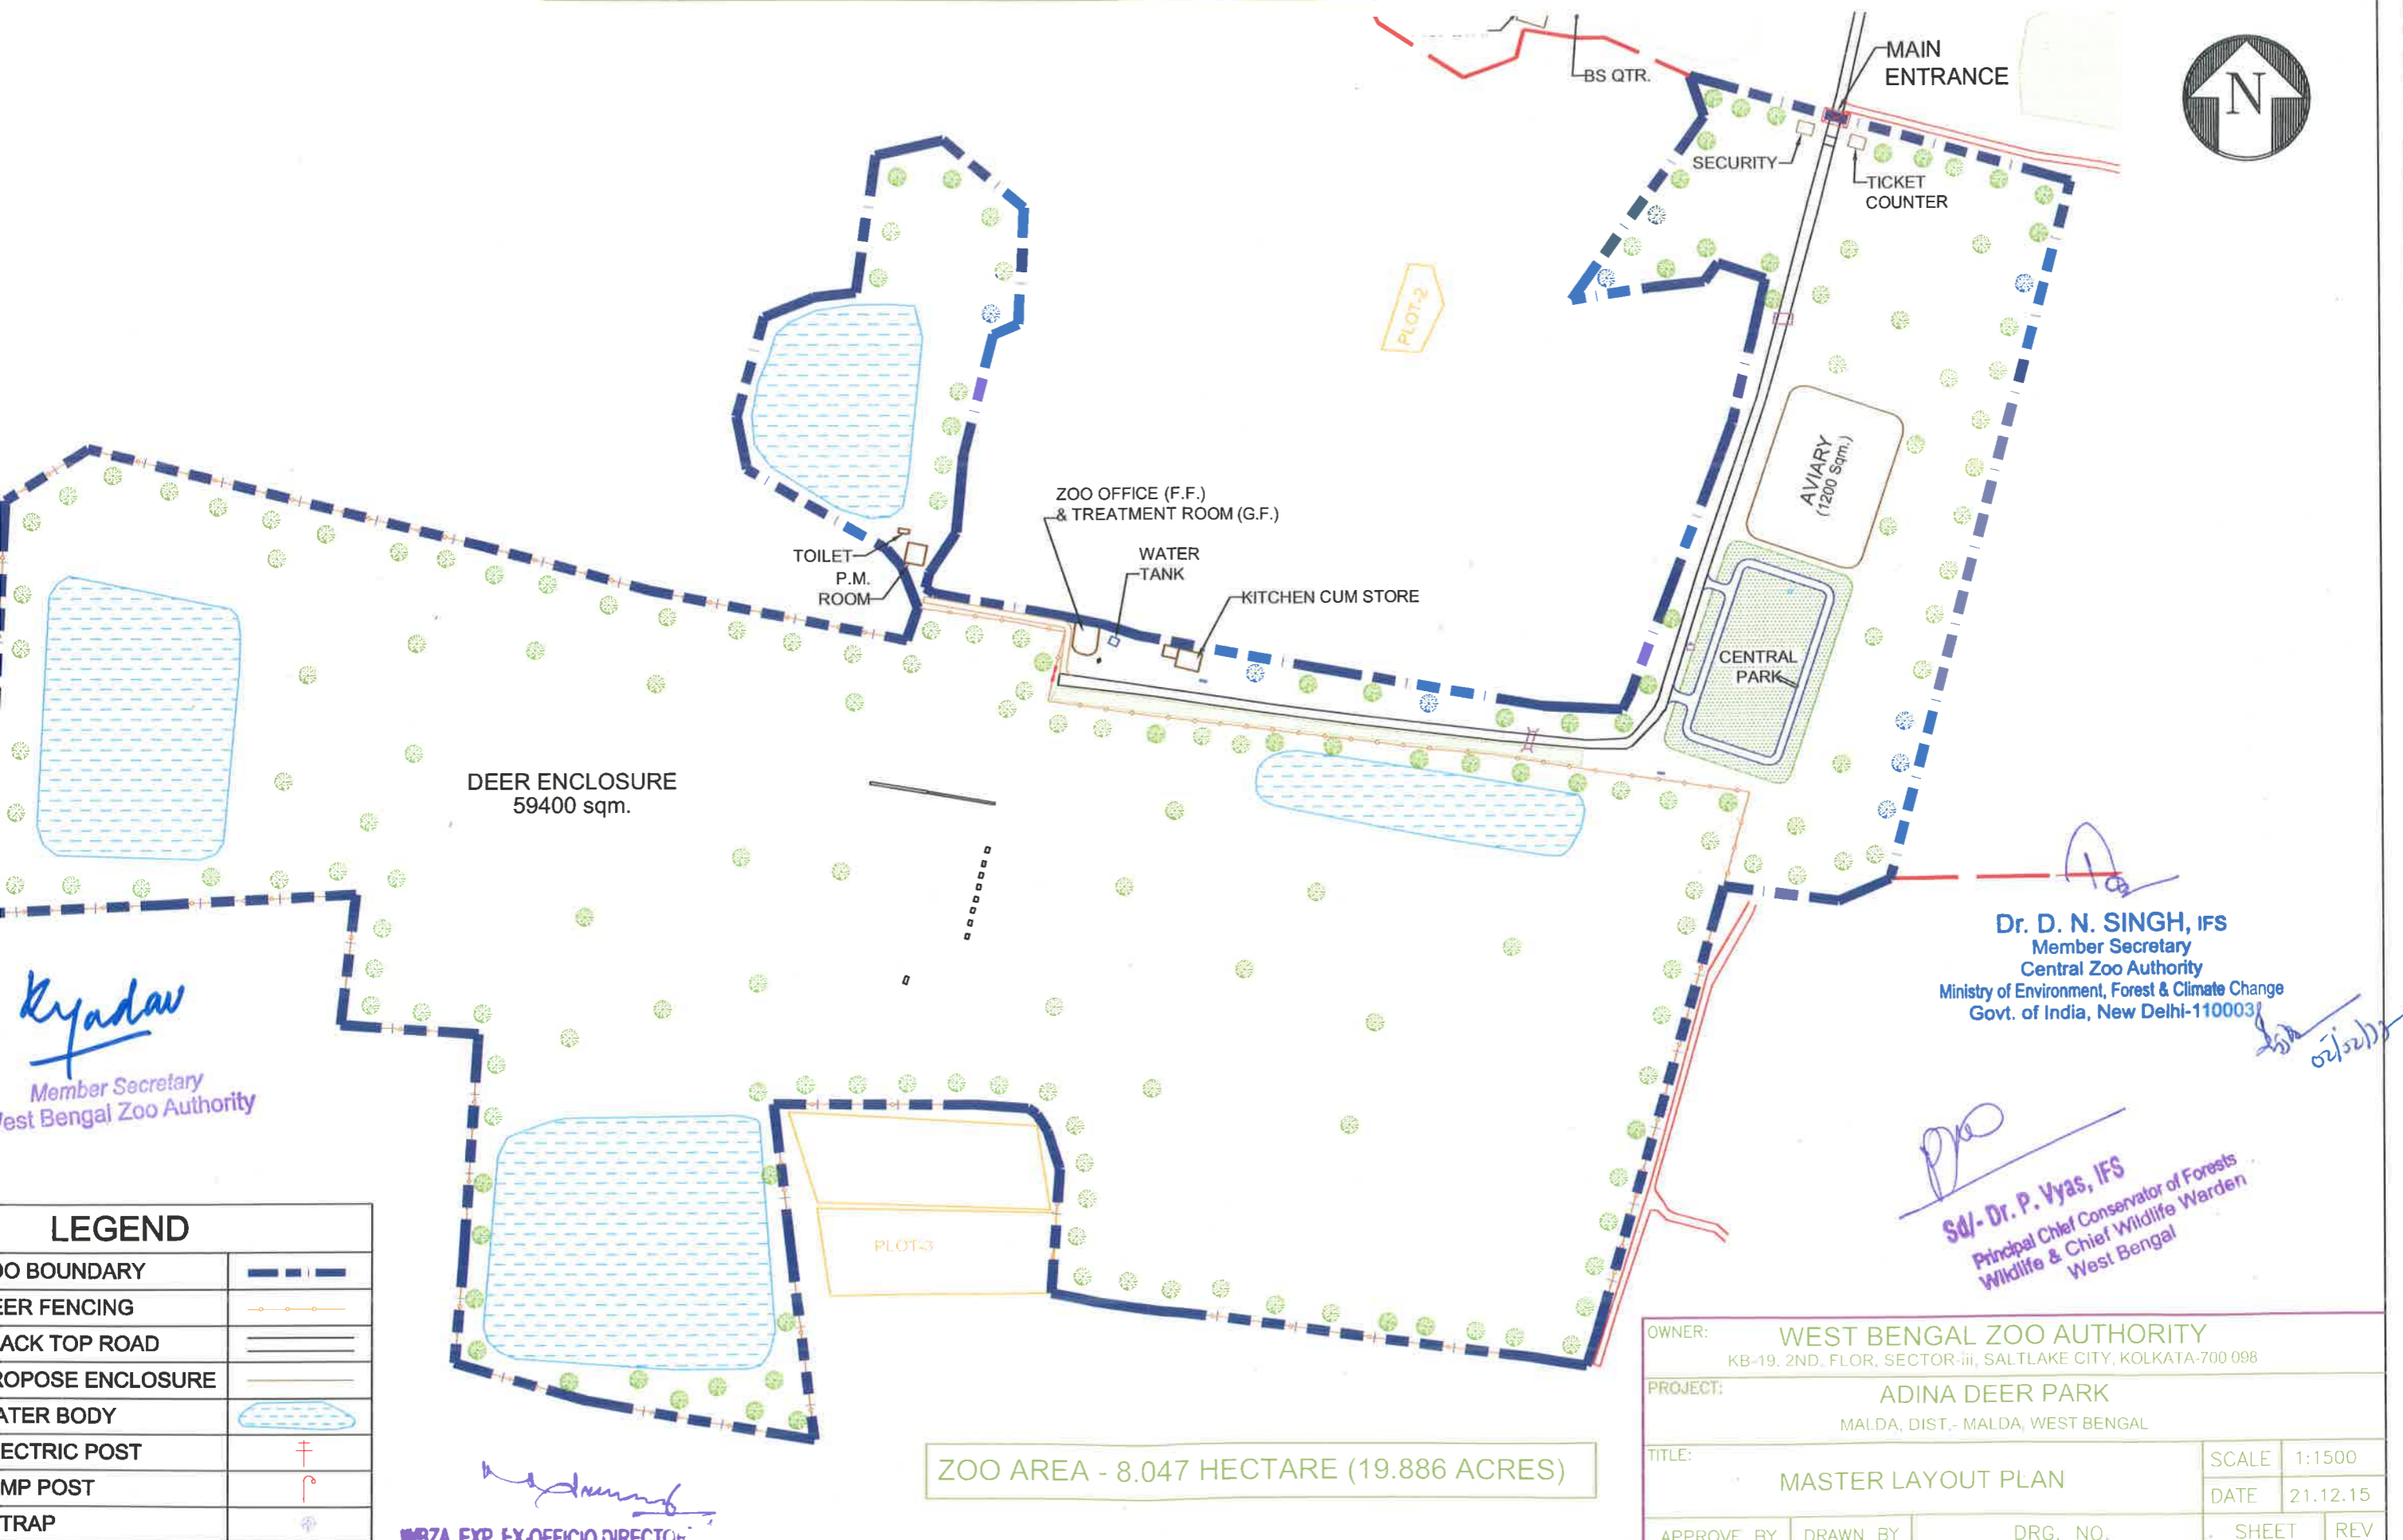 BS QTR.
MAIN
ENTRANCE
N
SECURITY
TICKET
COUNTER
PLOT-2
AVIARY
(1200 Sqm.)
ZOO OFFICE (F.F.)
& TREATMENT ROOM (G.F.)
TOILET
P.M.
ROOM
WATER
TANK
KITCHEN CUM STORE
CENTRAL
PARK
DEER ENCLOSURE
59400 sqm.
Dr. D. N. SINGH, IFS
Member Secretary
Central Zoo Authority
Ministry of Environment, Forest & Climate Change
Govt. of India, New Delhi-110003
Kyadav
Member Secretary
West Bengal Zoo Authority
Sd/- Dr. P. Vyas, IFS
Principal Chief Conservator of Forests
Wildlife & Chief Wildlife Warden
West Bengal
PLOT-3
LEGEND
OO BOUNDARY
EER FENCING
ACK TOP ROAD
ROPOSE ENCLOSURE
ATER BODY
ECTRIC POST
MP POST
TRAP
ZOO AREA - 8.047 HECTARE (19.886 ACRES)
OWNER: WEST BENGAL ZOO AUTHORITY
KB-19, 2ND. FLOR, SECTOR-iii, SALTLAKE CITY, KOLKATA-700 098
PROJECT: ADINA DEER PARK
MALDA, DIST,- MALDA, WEST BENGAL
TITLE: MASTER LAYOUT PLAN
SCALE 1:1500
DATE 21.12.15
APPROVE BY DRAWN BY DRG. NO. SHEET REV
WBZA EXP. EX-OFFICIO DIRECTOR